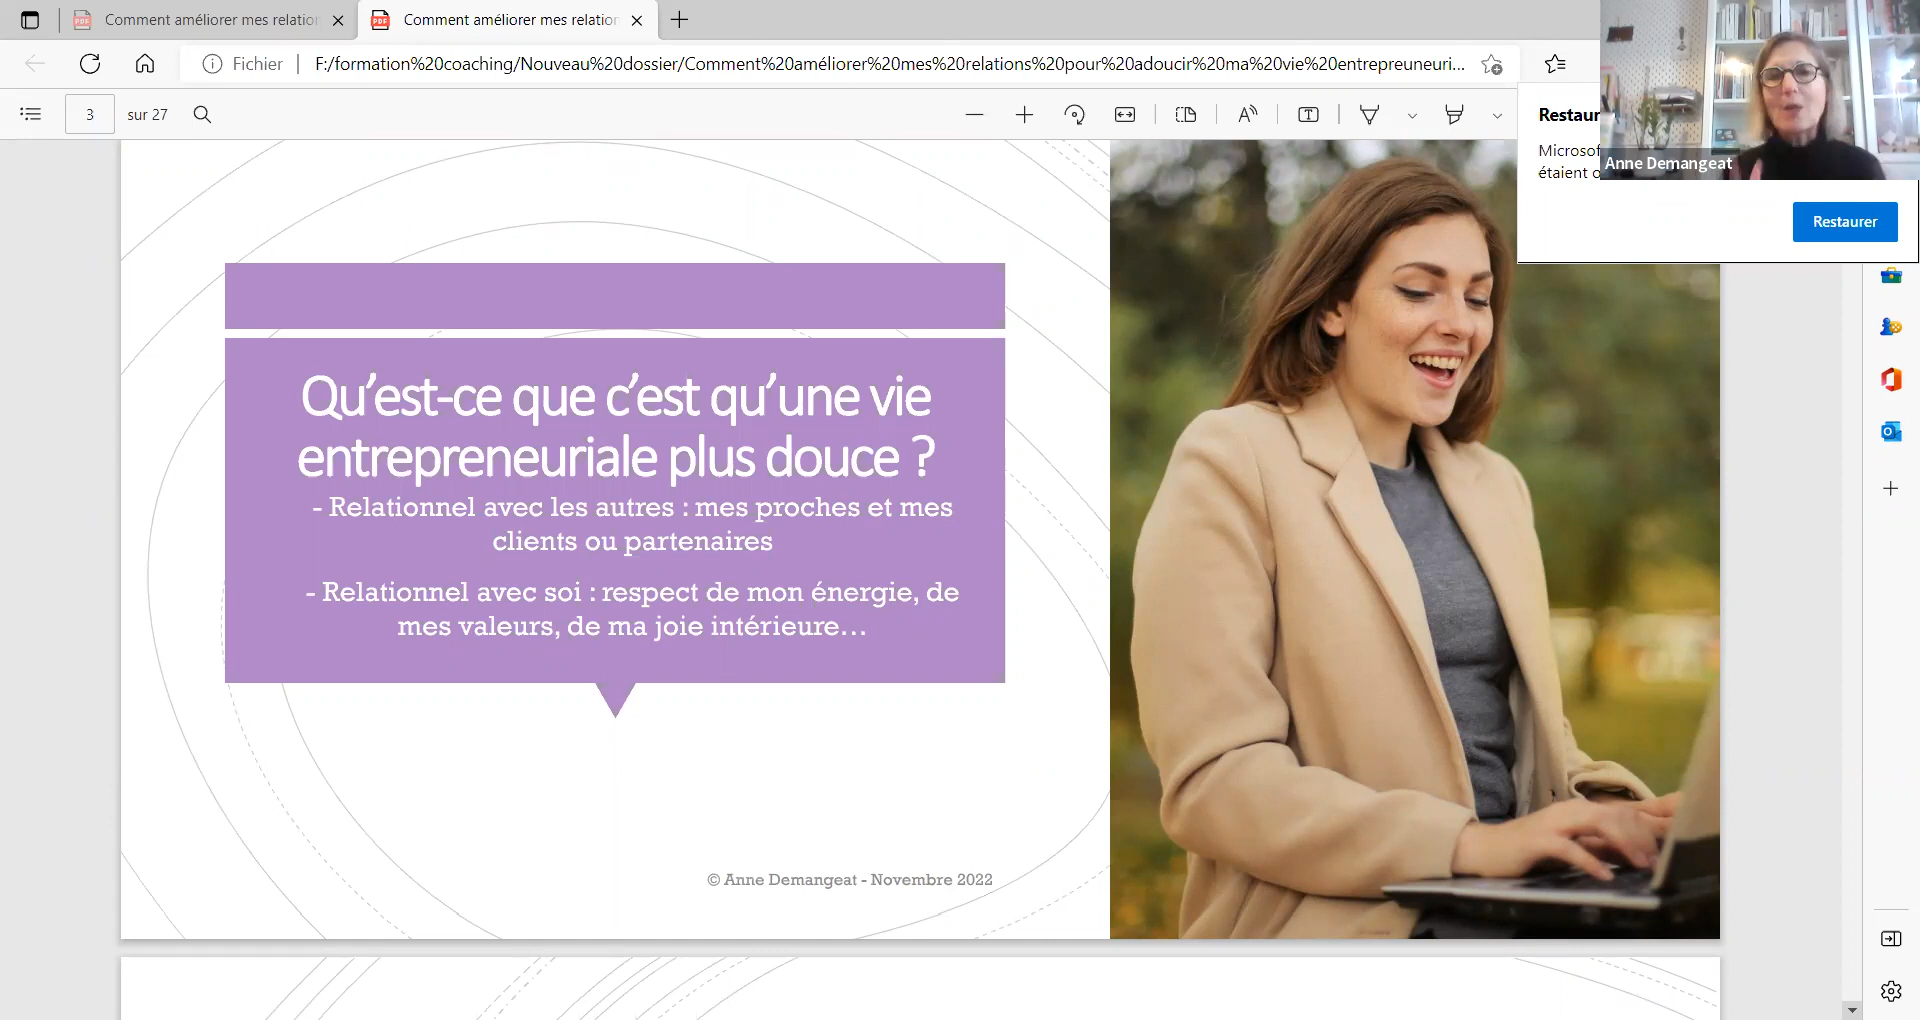 Comment améliorer mes relation
Comment améliorer mes relation
Fichier
F:/formation%20coaching/Nouveau%20dossier/Comment%20améliorer%20mes%20relations%20pour%20adoucir%20ma%20vie%20entrepreuneuri...
3 sur 27
Restaur
Microsof
étaient o
Anne Demangeat
Restaurer
Qu’est-ce que c’est qu’une vie
entrepreneuriale plus douce ?
- Relationnel avec les autres : mes proches et mes
clients ou partenaires
- Relationnel avec soi : respect de mon énergie, de
mes valeurs, de ma joie intérieure…
© Anne Demangeat - Novembre 2022